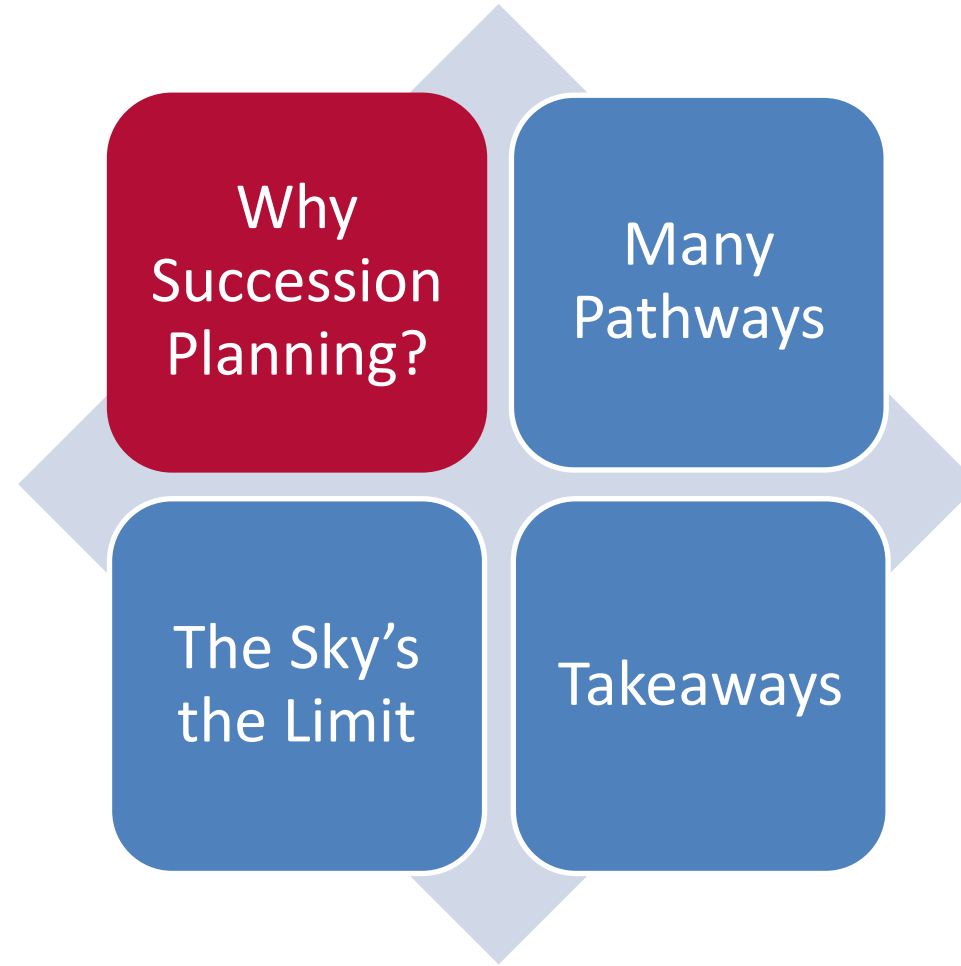 Why
Succession
Planning?
Many
Pathways
The Sky’s
the Limit
Takeaways